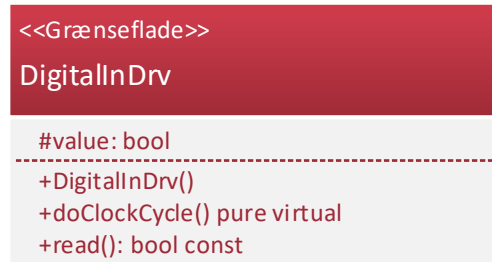 <<Grænseflade>>
DigitalInDrv
#value: bool
+DigitalInDrv()
+doClockCycle() pure virtual
+read(): bool const